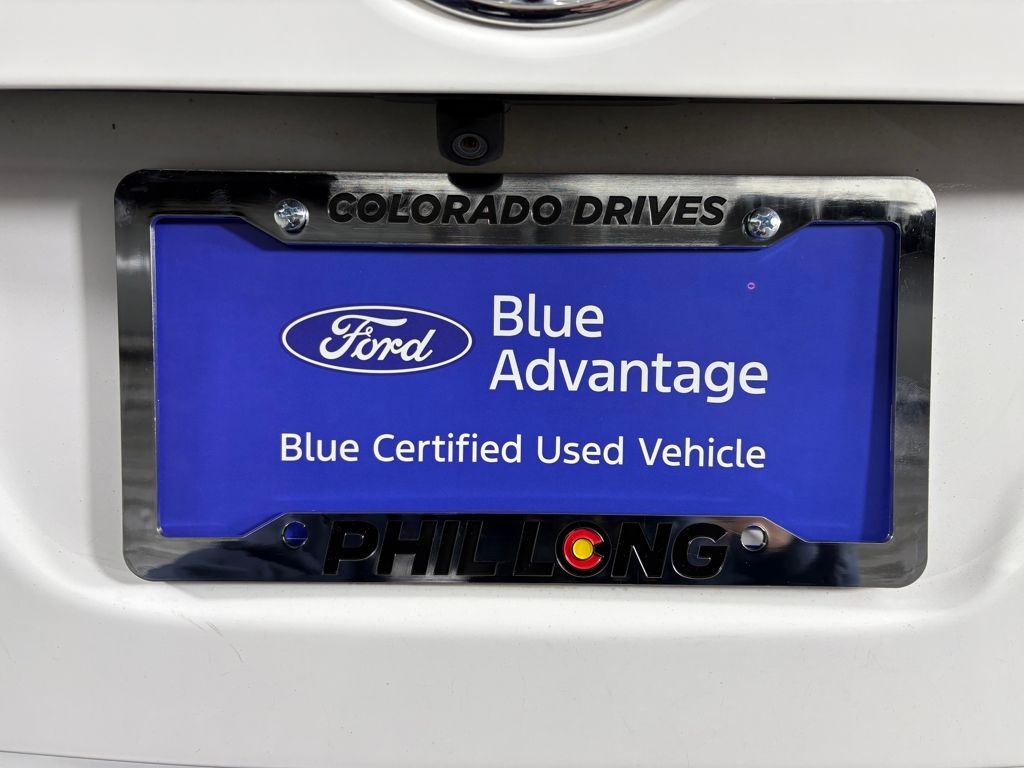 COLORADO DRIVES
Ford
Blue
Advantage
Blue Certified Used Vehicle
PHIL LONG